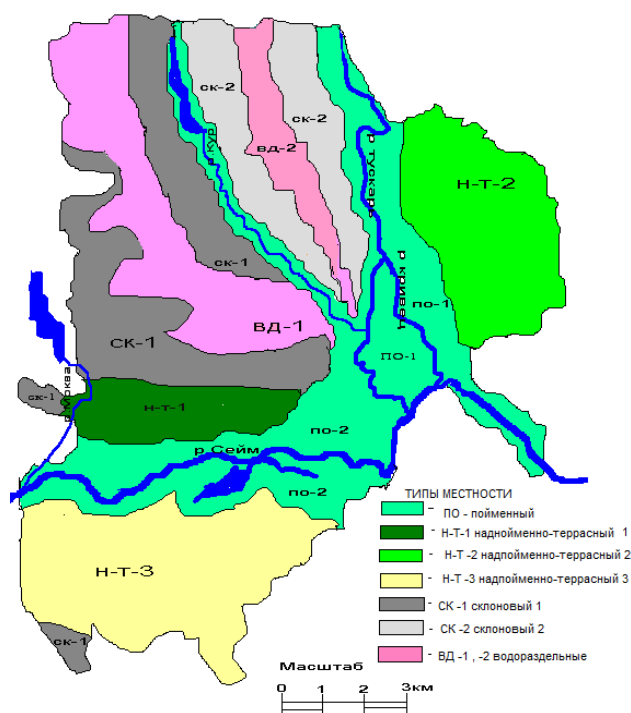 ск-2
ск-2
р Кур
вд-2
р тускарь
Н-Т-2
ск-1
р кривец
по-1
ВД-1
СК-1
ПО-1
р Моква
ск-1
н-т-1
по-2
р Сейм
по-2
Н-Т-3
ск-1
ТИПЫ МЕСТНОСТИ
- ПО - пойменный
- Н-Т-1 наднойменно-террасный 1
- Н-Т -2 надпойменно-террасный 2
- Н-Т -3 надпойменно-террасный 3
- СК -1 склоновый 1
- СК -2 склоновый 2
- ВД -1 , -2 водораздельные
Масштаб
0 1 2 3км